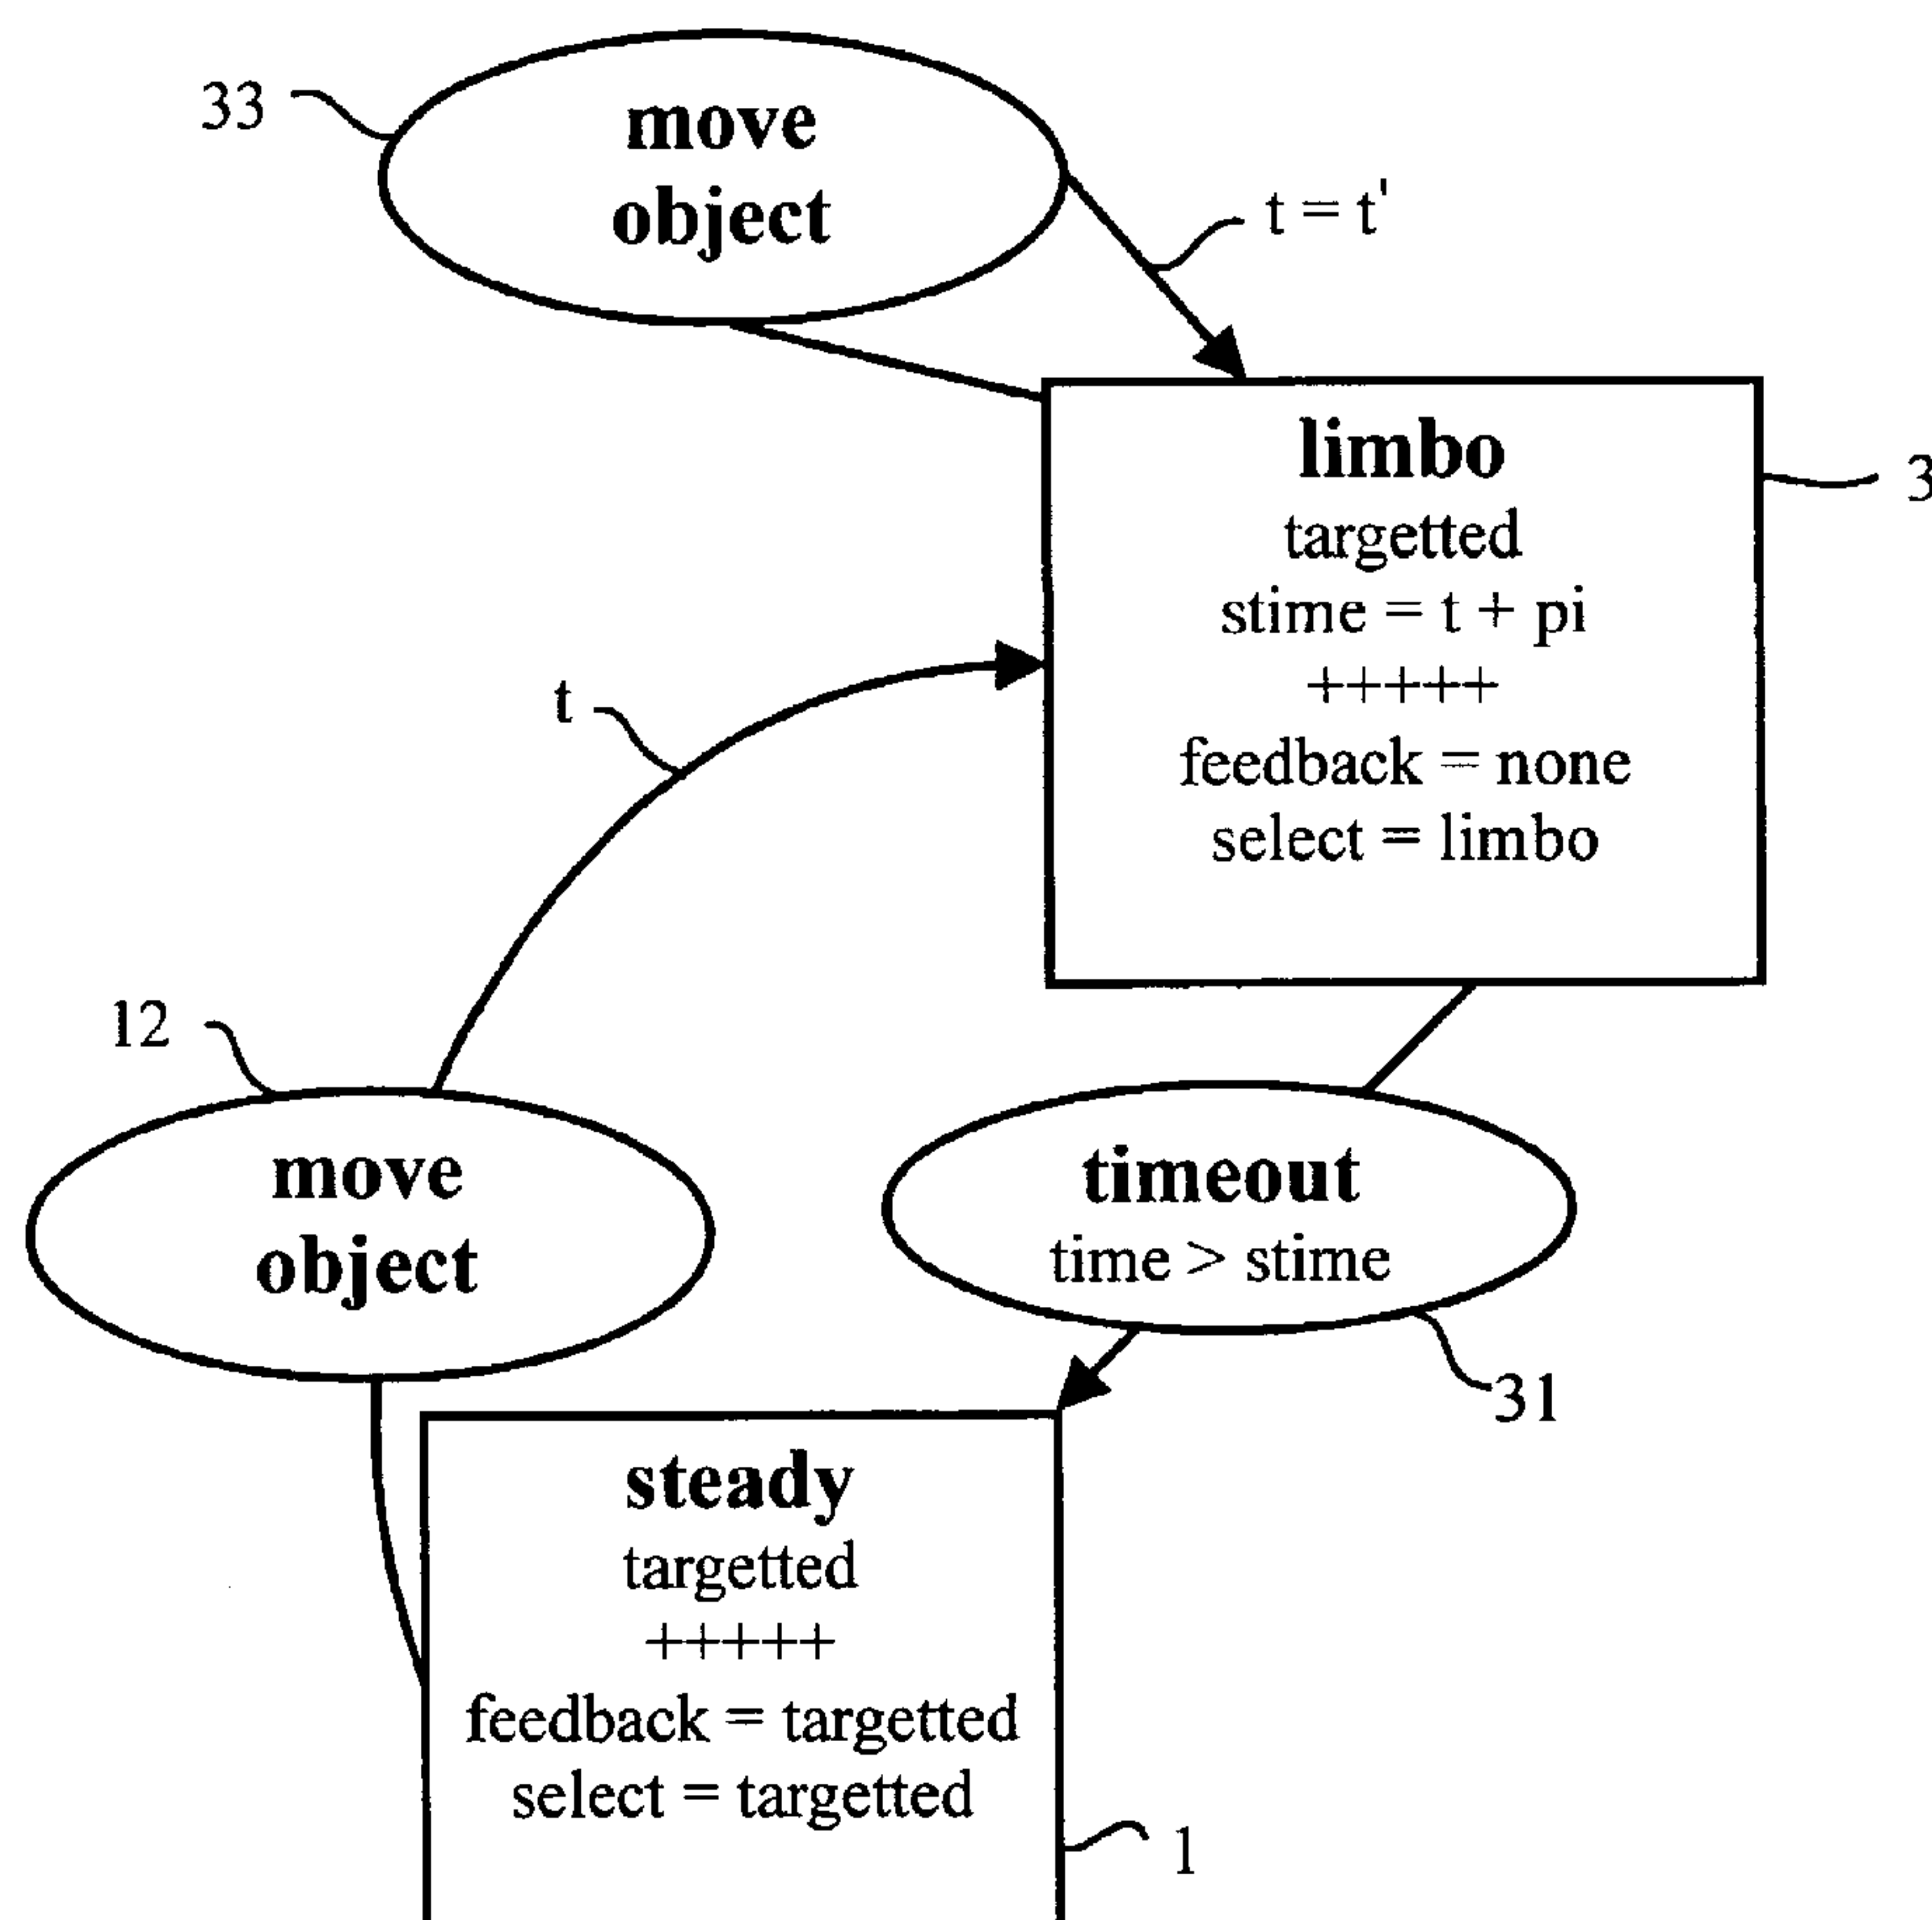 33
move
object
t = t'
limbo
targetted
stime = t + pi
+++++
feedback = none
select = limbo
3
t
12
move
object
timeout
time > stime
31
steady
targetted
+++++
feedback = targetted
select = targetted
1